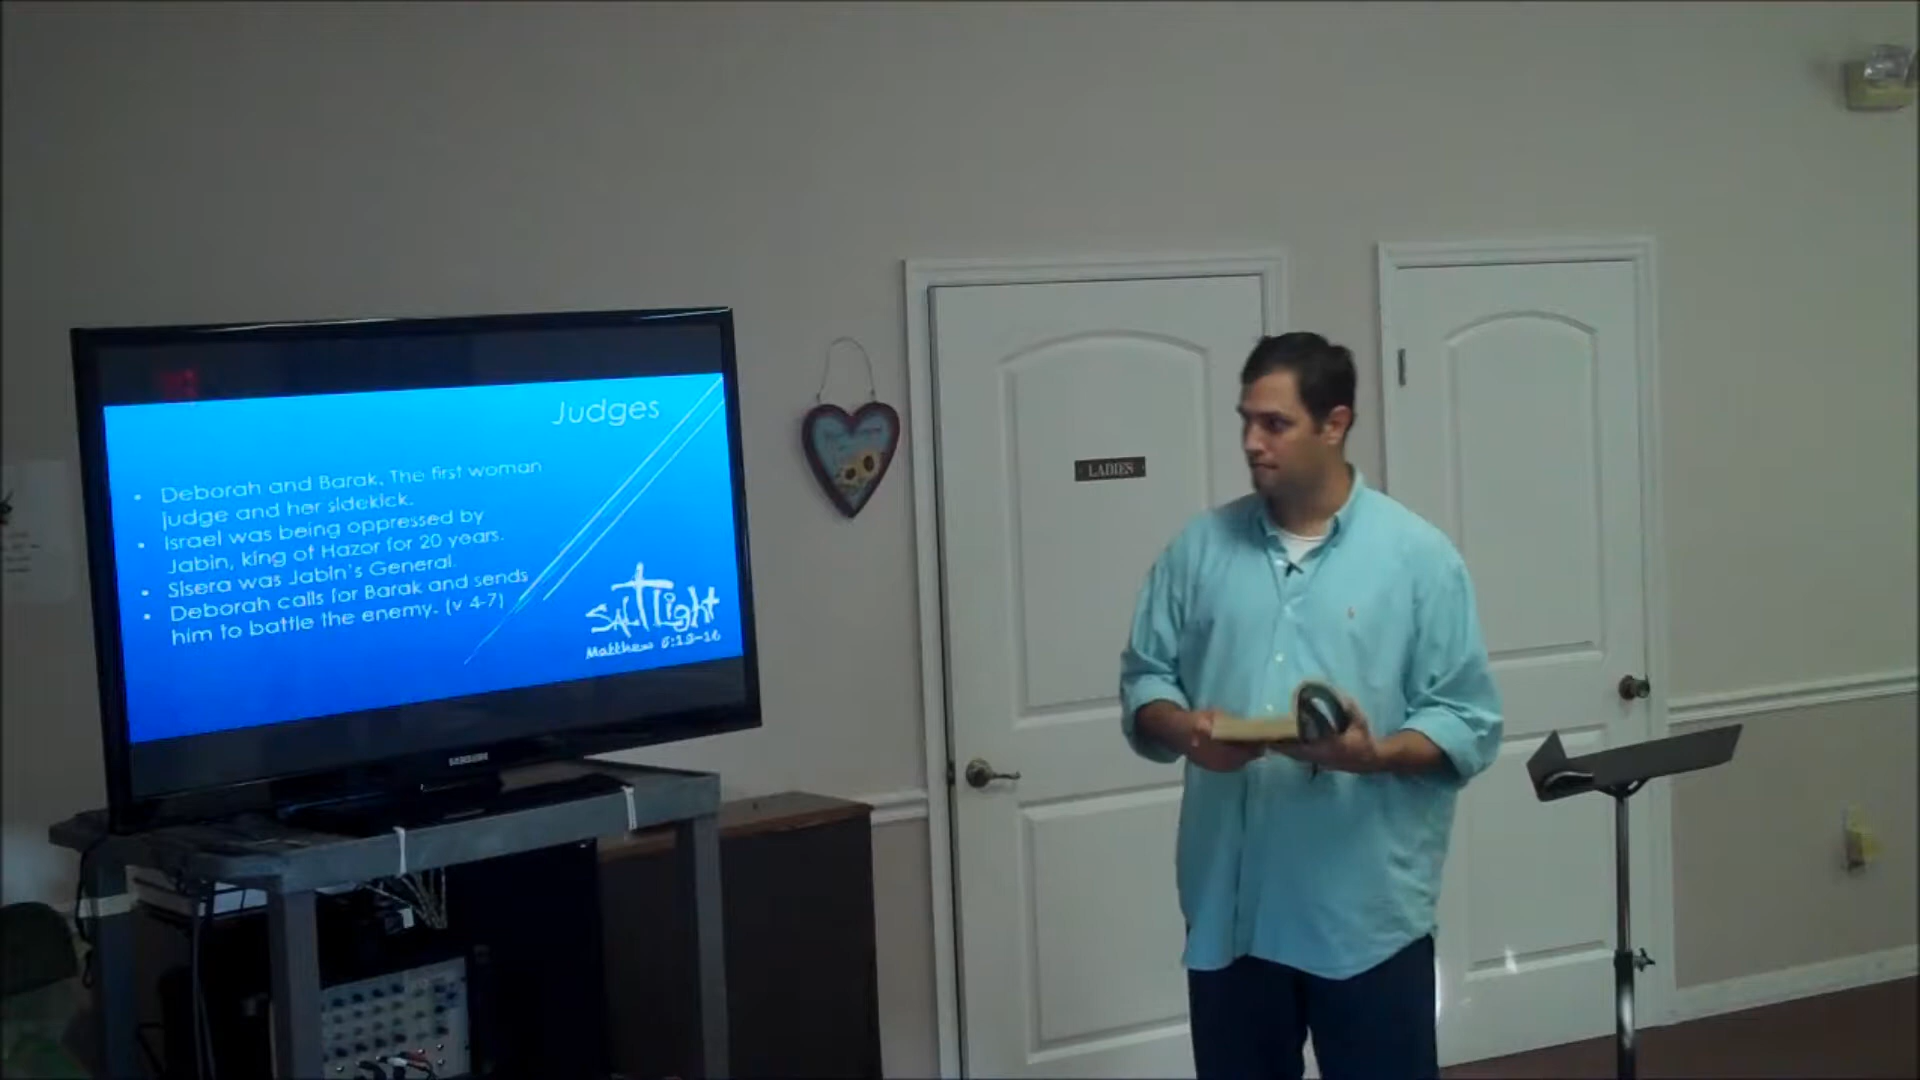 Judges
• Deborah and Barak. The first woman
judge and her sidekick.
• Israel was being oppressed by
Jabin, king of Hazor for 20 years.
• Sisera was Jabin's General.
• Deborah calls for Barak and sends
him to battle the enemy. (v 4-7)
SALT Light
Matthew 5:13-16
SAMSUNG
LADIES